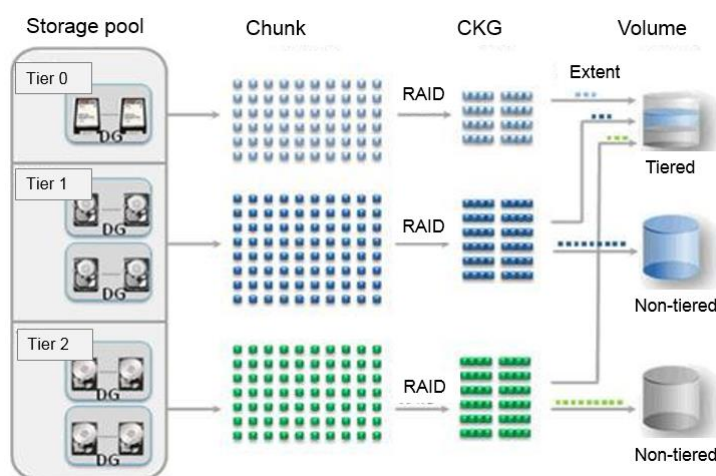 Storage pool
Chunk
CKG
Volume
Tier 0
DG
RAID
Extent
Tiered
Tier 1
DG
DG
RAID
Non-tiered
Tier 2
DG
DG
RAID
Non-tiered